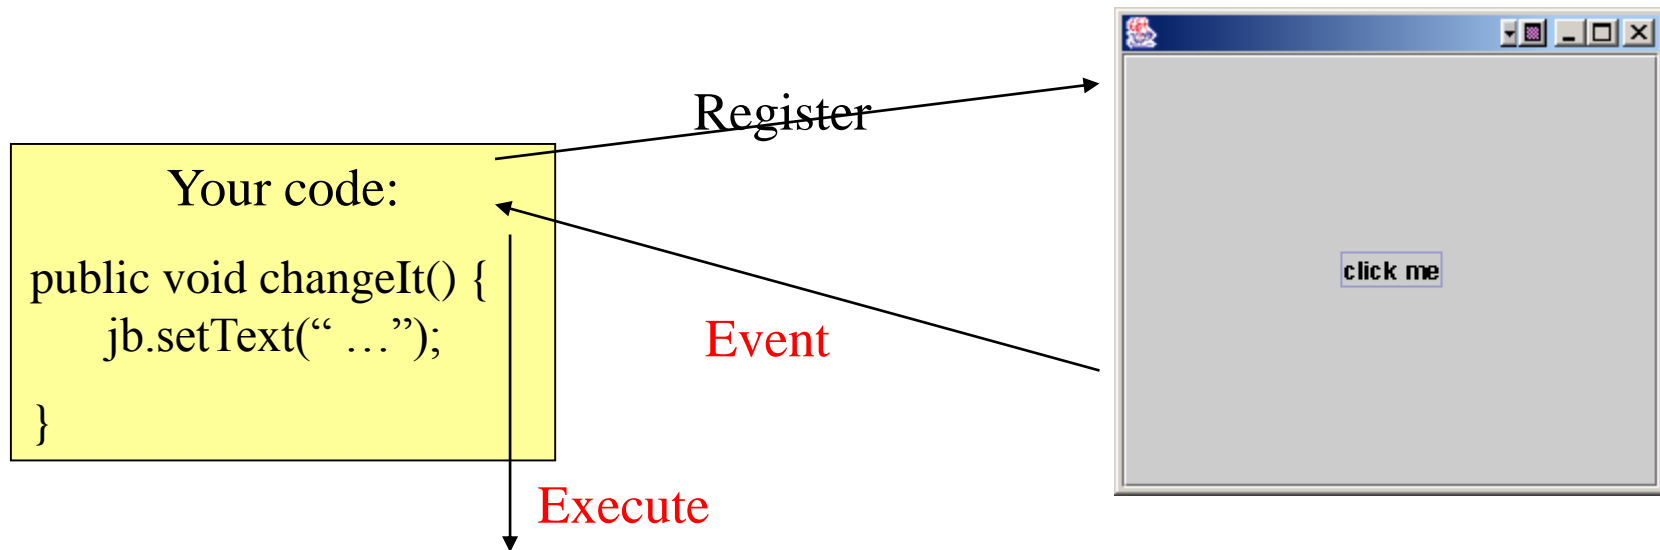 Register
Your code:
public void changeIt() {
jb.setText(“ …”);
}
Event
Execute
click me